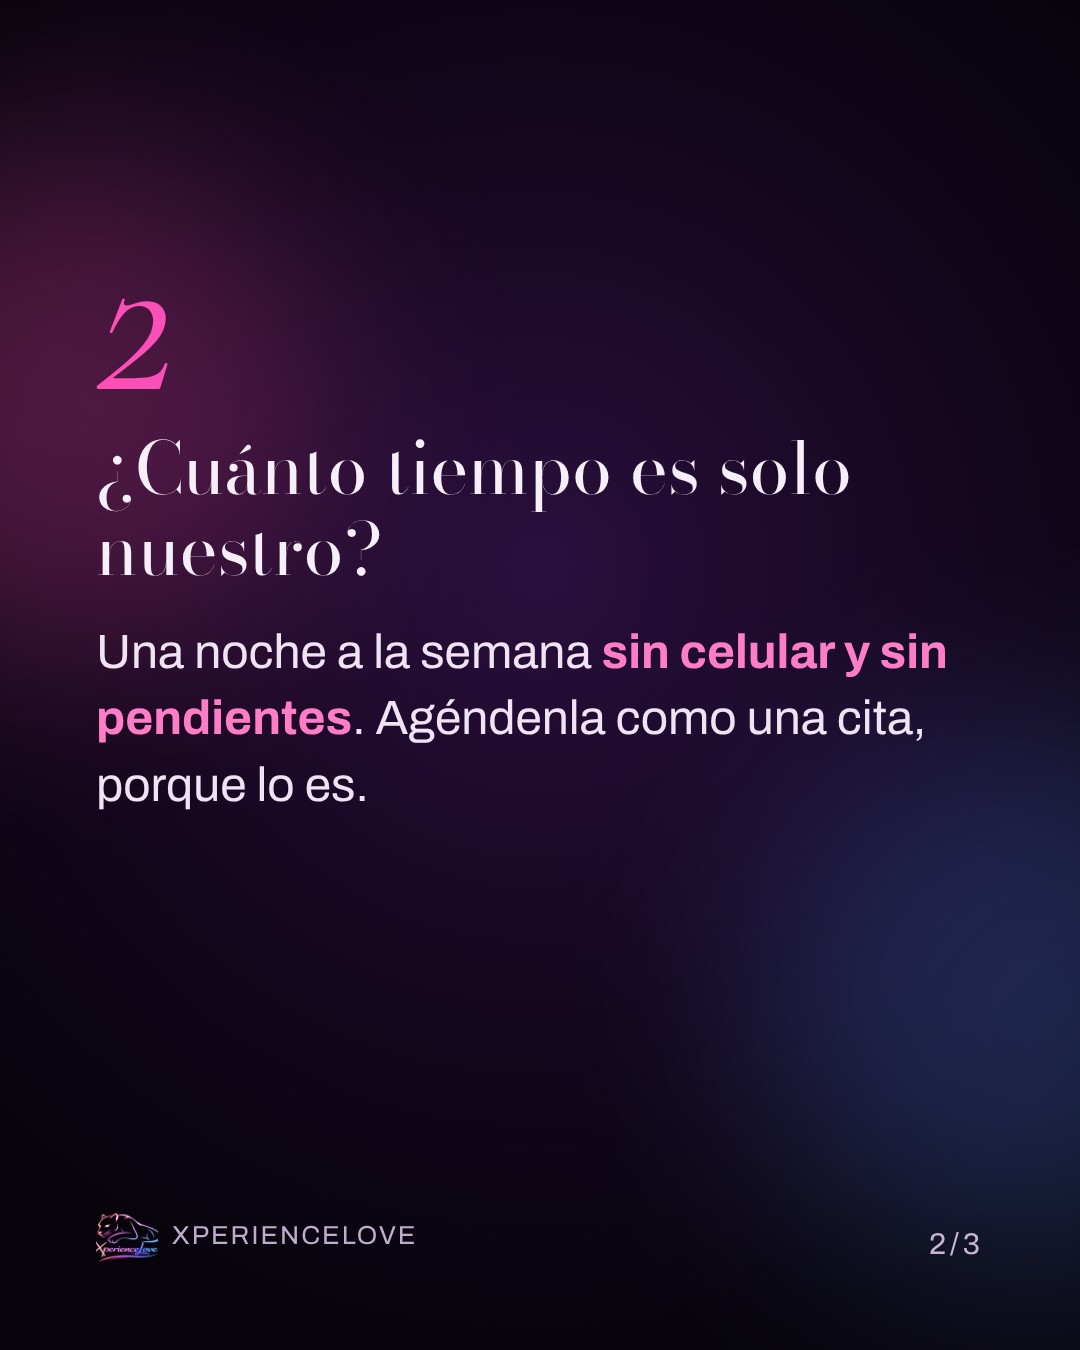 2
¿Cuánto tiempo es solo
nuestro?
Una noche a la semana sin celular y sin
pendientes. Agéndenla como una cita,
porque lo es.
XperienceLove
XPERIENCELOVE
2/3